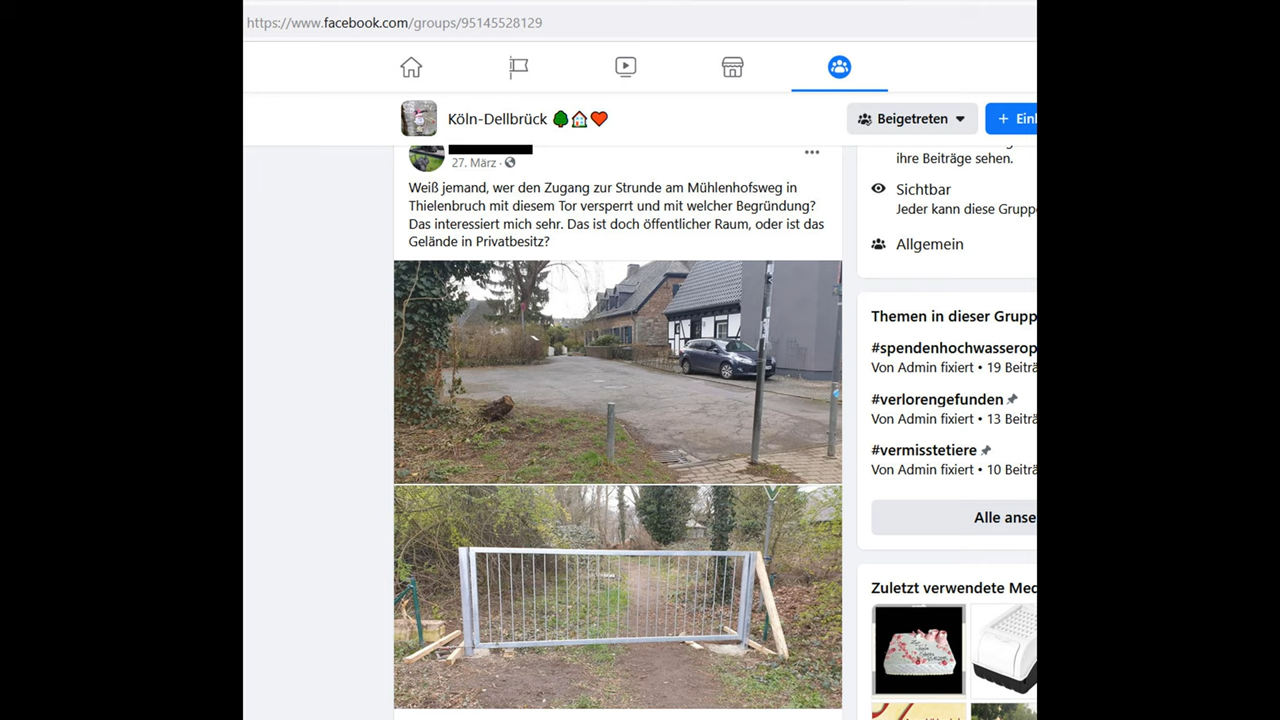 https://www.facebook.com/groups/95145528129
Köln-Dellbrück 🌳🏠❤
Beigetreten
+ Einl
27. März ·
Weiß jemand, wer den Zugang zur Strunde am Mühlenhofsweg in
Thielenbruch mit diesem Tor versperrt und mit welcher Begründung?
Das interessiert mich sehr. Das ist doch öffentlicher Raum, oder ist das
Gelände in Privatbesitz?
ihre Beiträge sehen.
Sichtbar
Jeder kann diese Gruppe
Allgemein
Themen in dieser Grupp
#spendenhochwasserop
Von Admin fixiert • 19 Beiträ
#verlorengefunden
Von Admin fixiert • 13 Beiträ
#vermisstetiere
Von Admin fixiert • 10 Beiträ
Alle anse
Zuletzt verwendete Med